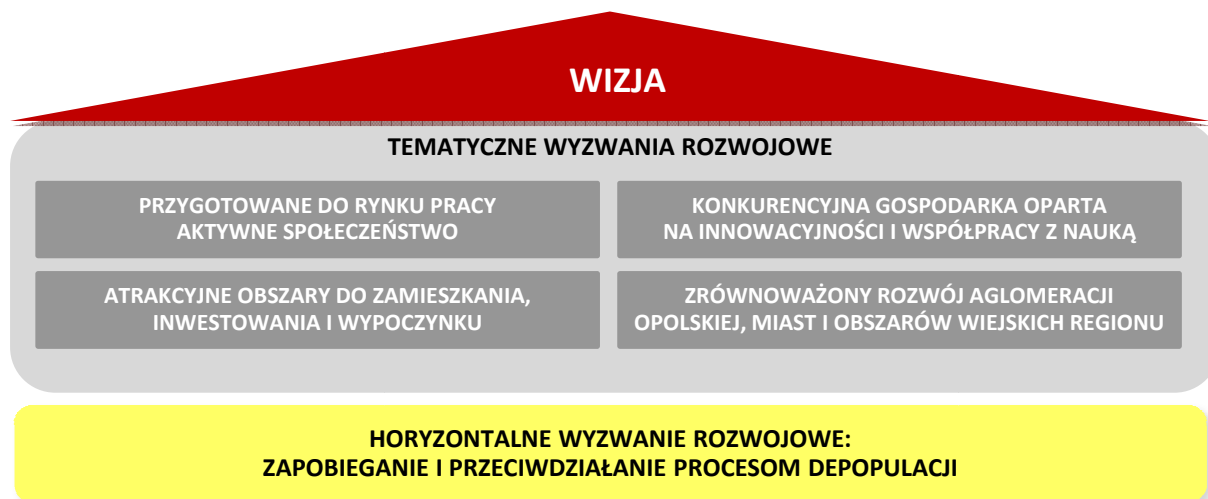 WIZJA
TEMATYCZNE WYZWANIA ROZWOJOWE
PRZYGOTOWANE DO RYNKU PRACY
AKTYWNE SPOŁECZEŃSTWO
KONKURENCYJNA GOSPODARKA OPARTA
NA INNOWACYJNOŚCI I WSPÓŁPRACY Z NAUKĄ
ATRAKCYJNE OBSZARY DO ZAMIESZKANIA,
INWESTOWANIA I WYPOCZYNKU
ZRÓWNOWAŻONY ROZWÓJ AGLOMERACJI
OPOLSKIEJ, MIAST I OBSZARÓW WIEJSKICH REGIONU
HORYZONTALNE WYZWANIE ROZWOJOWE:
ZAPOBIEGANIE I PRZECIWDZIAŁANIE PROCESOM DEPOPULACJI